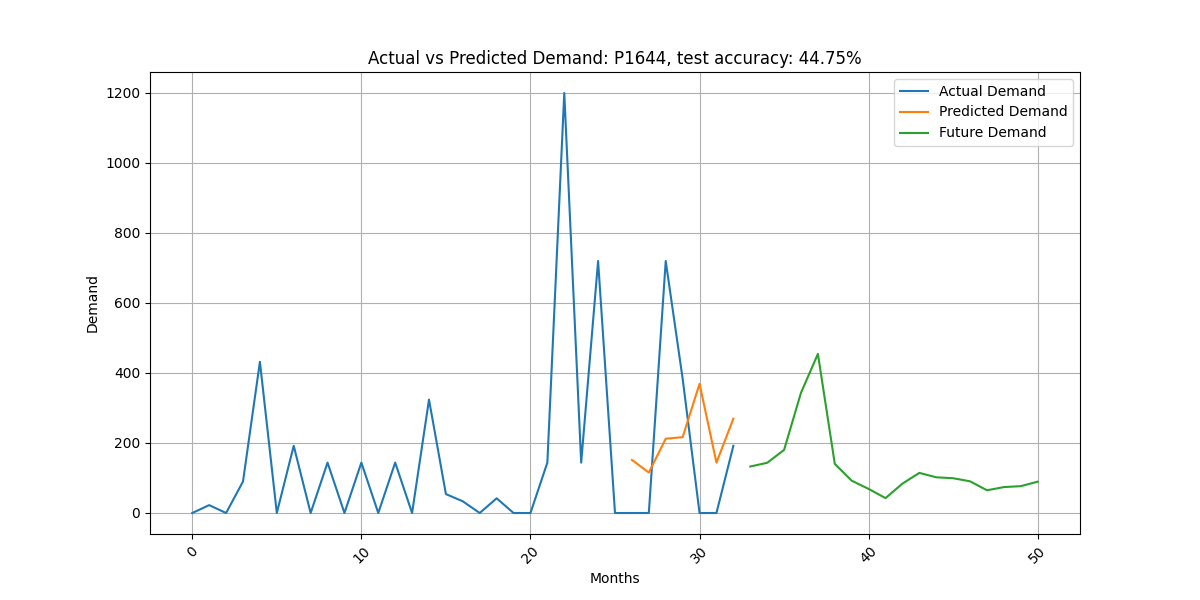 Actual vs Predicted Demand: P1644, test accuracy: 44.75%
Actual Demand
Predicted Demand
Future Demand
1200
1000
800
600
400
200
0
Demand
0 10 20 30 40 50
Months